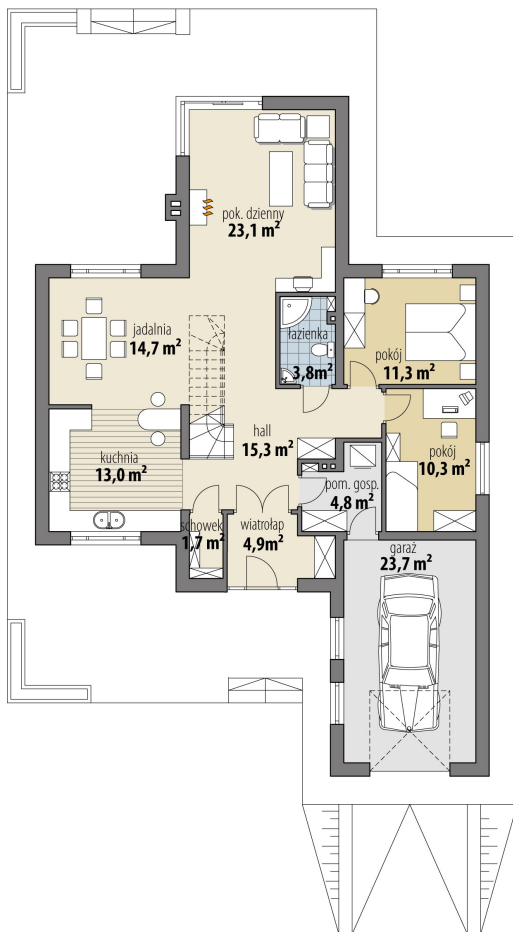 pok. dzienny
23,1 m²
jadalnia
14,7 m²
łazienka
3,8 m²
pokój
11,3 m²
hall
15,3 m²
kuchnia
13,0 m²
pokój
10,3 m²
pom. gosp.
4,8 m²
schowek
1,7 m²
wiatrołap
4,9m²
garaż
23,7 m²